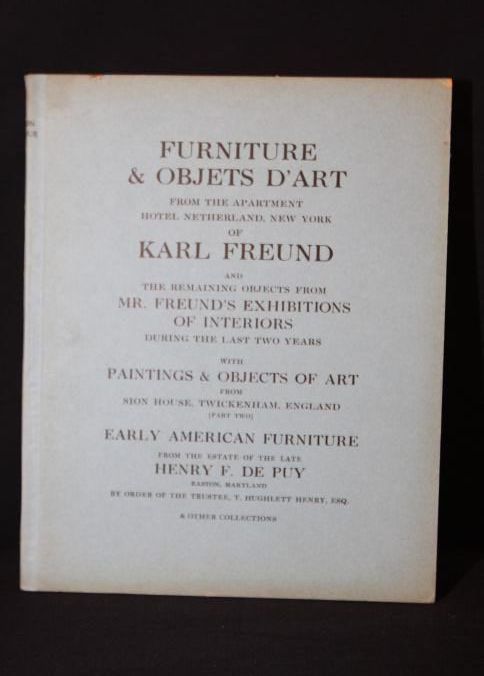 FURNITURE
& OBJETS D'ART
FROM THE APARTMENT
HOTEL NETHERLAND, NEW YORK
OF
KARL FREUND
AND
THE REMAINING OBJECTS FROM
MR. FREUND'S EXHIBITIONS
OF INTERIORS
DURING THE LAST TWO YEARS
WITH
PAINTINGS & OBJECTS OF ART
FROM
SION HOUSE, TWICKENHAM, ENGLAND
[PART TWO]
EARLY AMERICAN FURNITURE
FROM THE ESTATE OF THE LATE
HENRY F. DE PUY
EASTON, MARYLAND
BY ORDER OF THE TRUSTEE, T. HUGHLETT HENRY, ESQ.
& OTHER COLLECTIONS